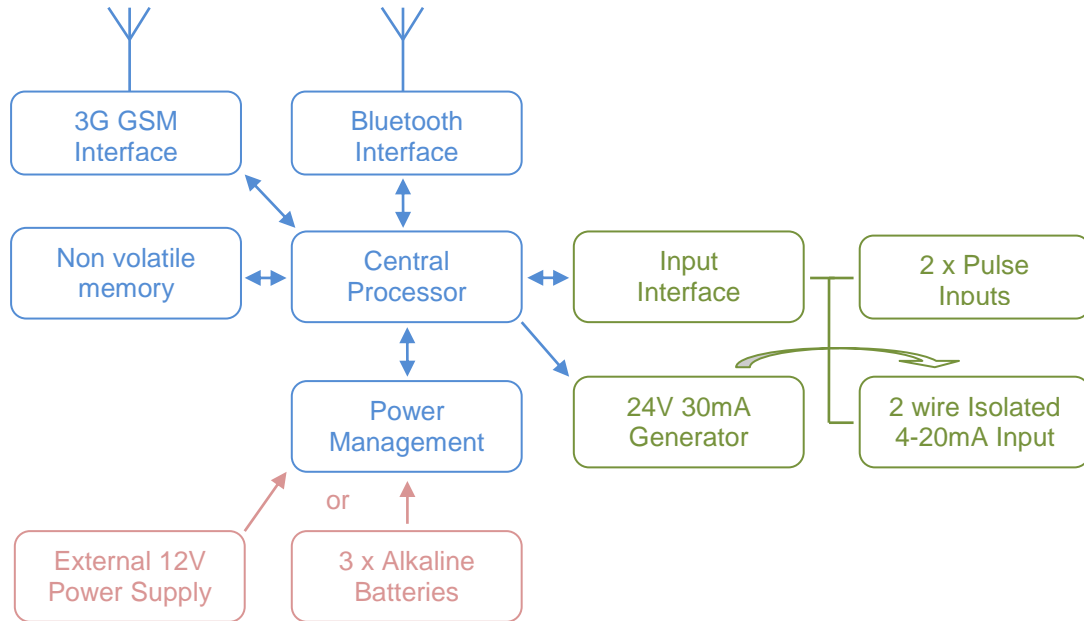 3G GSM
Interface
Bluetooth
Interface
Non volatile
memory
Central
Processor
Input
Interface
2 x Pulse
Inputs
Power
Management
24V 30mA
Generator
2 wire Isolated
4-20mA Input
or
External 12V
Power Supply
3 x Alkaline
Batteries